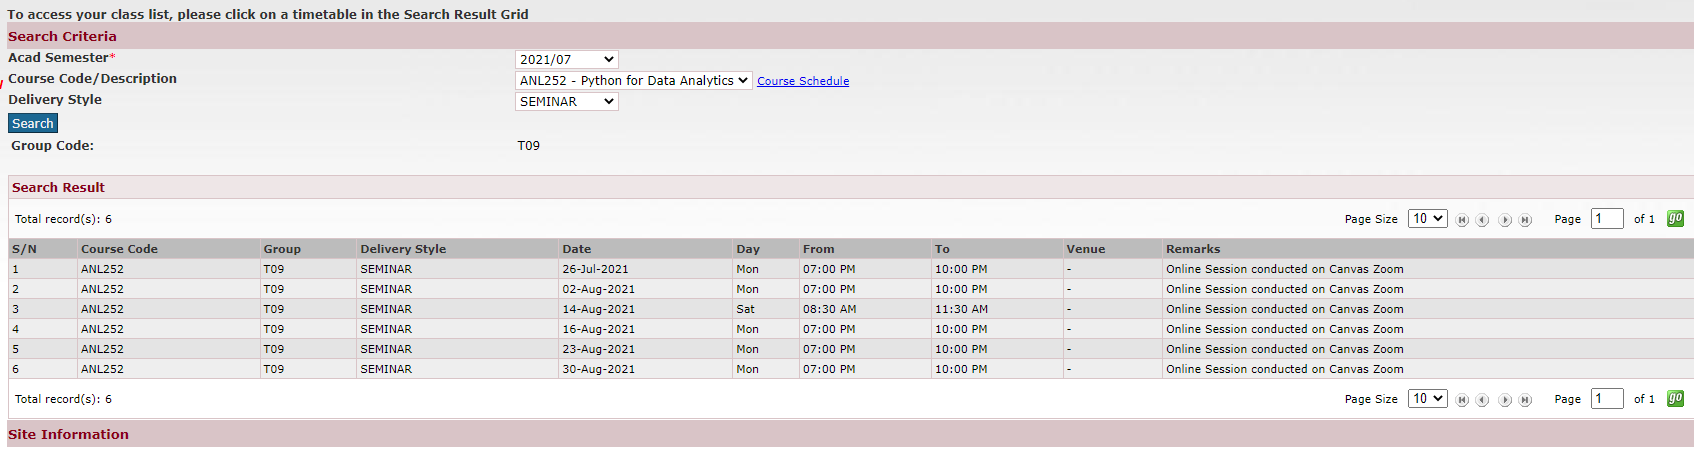 To access your class list, please click on a timetable in the Search Result Grid
Search Criteria
Acad Semester* 2021/07
Course Code/Description ANL252 - Python for Data Analytics Course Schedule
Delivery Style SEMINAR
Search
Group Code: T09
Search Result
Total record(s): 6 Page Size 10 Page 1 of 1 go
S/N Course Code Group Delivery Style Date Day From To Venue Remarks
1 ANL252 T09 SEMINAR 26-Jul-2021 Mon 07:00 PM 10:00 PM - Online Session conducted on Canvas Zoom
2 ANL252 T09 SEMINAR 02-Aug-2021 Mon 07:00 PM 10:00 PM - Online Session conducted on Canvas Zoom
3 ANL252 T09 SEMINAR 14-Aug-2021 Sat 08:30 AM 11:30 AM - Online Session conducted on Canvas Zoom
4 ANL252 T09 SEMINAR 16-Aug-2021 Mon 07:00 PM 10:00 PM - Online Session conducted on Canvas Zoom
5 ANL252 T09 SEMINAR 23-Aug-2021 Mon 07:00 PM 10:00 PM - Online Session conducted on Canvas Zoom
6 ANL252 T09 SEMINAR 30-Aug-2021 Mon 07:00 PM 10:00 PM - Online Session conducted on Canvas Zoom
Total record(s): 6 Page Size 10 Page 1 of 1 go
Site Information